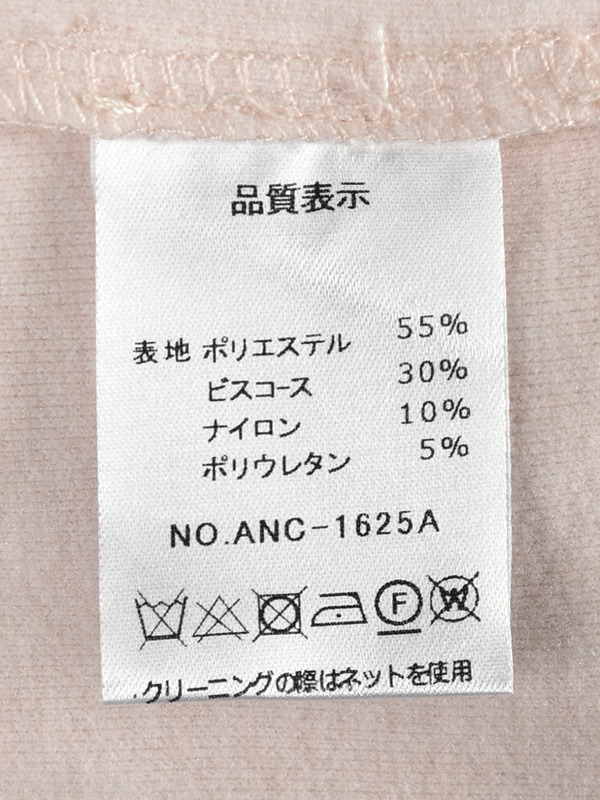 品質表示
表地 ポリエステル 55%
ビスコース 30%
ナイロン 10%
ポリウレタン 5%
NO.ANC-1625A
F W
.クリーニングの際はネットを使用